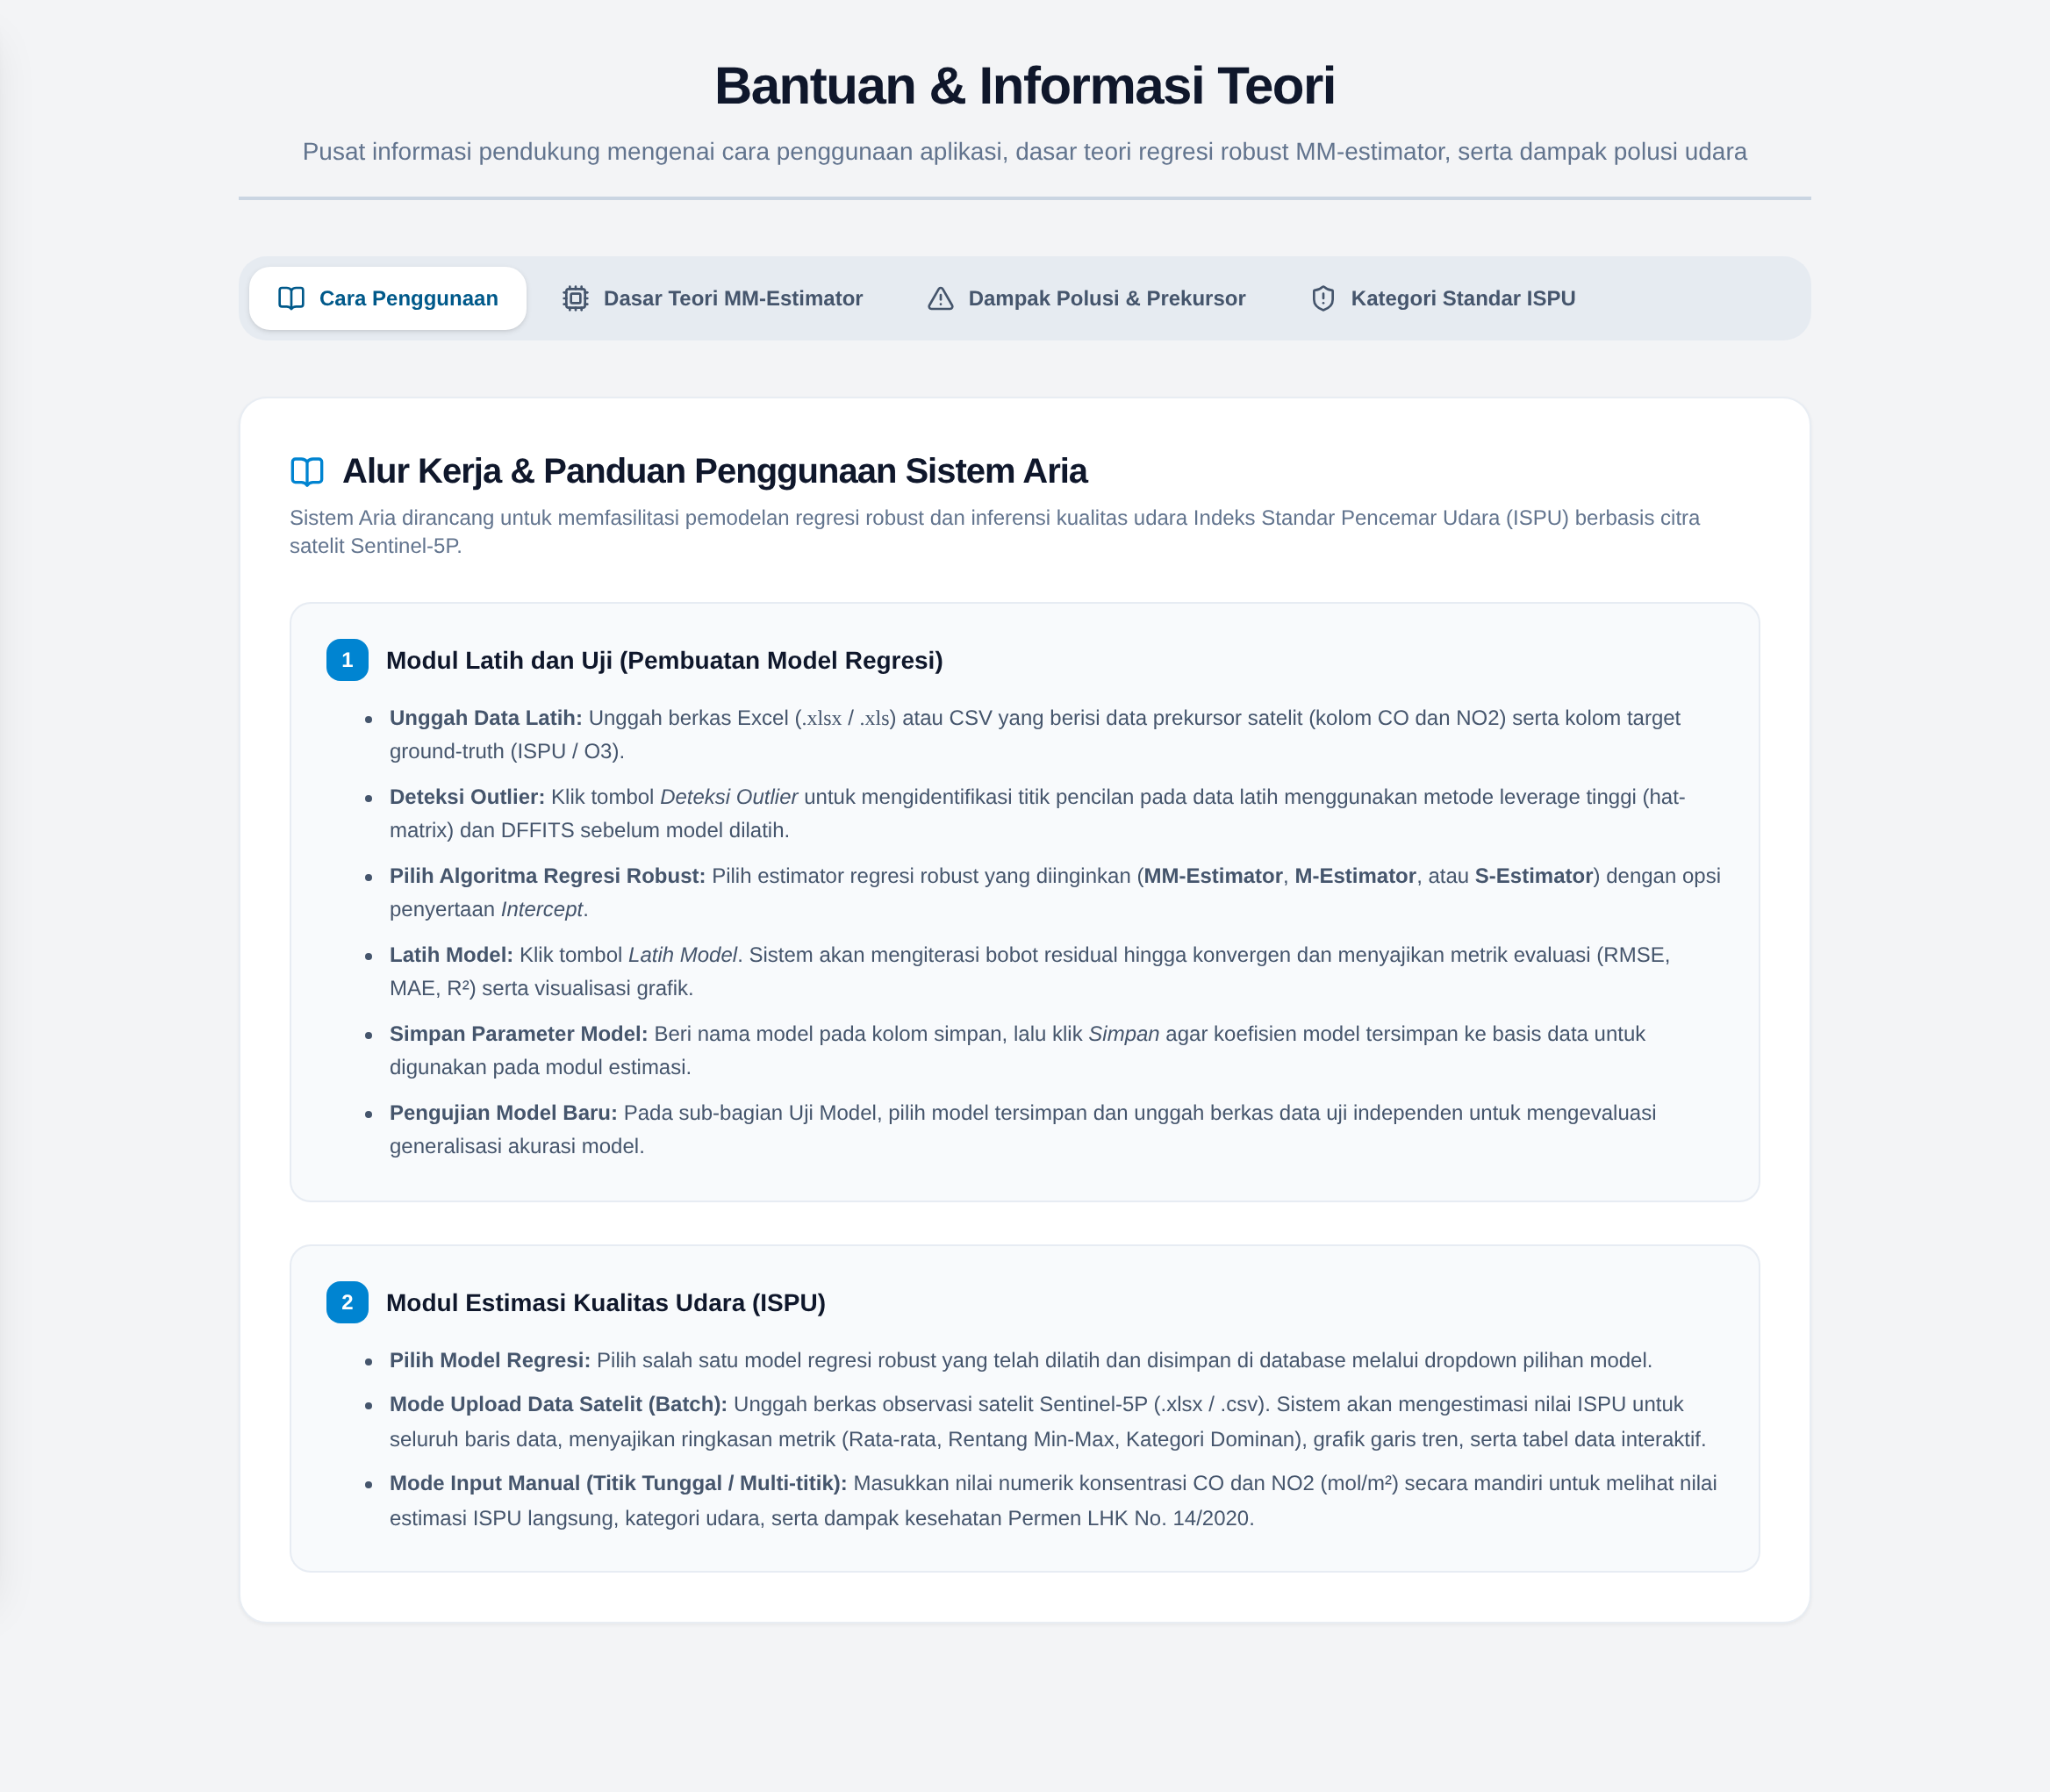 Bantuan & Informasi Teori
Pusat informasi pendukung mengenai cara penggunaan aplikasi, dasar teori regresi robust MM-estimator, serta dampak polusi udara
Cara Penggunaan
Dasar Teori MM-Estimator
Dampak Polusi & Prekursor
Kategori Standar ISPU
Alur Kerja & Panduan Penggunaan Sistem Aria
Sistem Aria dirancang untuk memfasilitasi pemodelan regresi robust dan inferensi kualitas udara Indeks Standar Pencemar Udara (ISPU) berbasis citra
satelit Sentinel-5P.
1 Modul Latih dan Uji (Pembuatan Model Regresi)
Unggah Data Latih: Unggah berkas Excel (.xlsx / .xls) atau CSV yang berisi data prekursor satelit (kolom CO dan NO2) serta kolom target
ground-truth (ISPU / O3).
Deteksi Outlier: Klik tombol Deteksi Outlier untuk mengidentifikasi titik pencilan pada data latih menggunakan metode leverage tinggi (hat-
matrix) dan DFFITS sebelum model dilatih.
Pilih Algoritma Regresi Robust: Pilih estimator regresi robust yang diinginkan (MM-Estimator, M-Estimator, atau S-Estimator) dengan opsi
penyertaan Intercept.
Latih Model: Klik tombol Latih Model. Sistem akan mengiterasi bobot residual hingga konvergen dan menyajikan metrik evaluasi (RMSE,
MAE, R²) serta visualisasi grafik.
Simpan Parameter Model: Beri nama model pada kolom simpan, lalu klik Simpan agar koefisien model tersimpan ke basis data untuk
digunakan pada modul estimasi.
Pengujian Model Baru: Pada sub-bagian Uji Model, pilih model tersimpan dan unggah berkas data uji independen untuk mengevaluasi
generalisasi akurasi model.
2 Modul Estimasi Kualitas Udara (ISPU)
Pilih Model Regresi: Pilih salah satu model regresi robust yang telah dilatih dan disimpan di database melalui dropdown pilihan model.
Mode Upload Data Satelit (Batch): Unggah berkas observasi satelit Sentinel-5P (.xlsx / .csv). Sistem akan mengestimasi nilai ISPU untuk
seluruh baris data, menyajikan ringkasan metrik (Rata-rata, Rentang Min-Max, Kategori Dominan), grafik garis tren, serta tabel data interaktif.
Mode Input Manual (Titik Tunggal / Multi-titik): Masukkan nilai numerik konsentrasi CO dan NO2 (mol/m²) secara mandiri untuk melihat nilai
estimasi ISPU langsung, kategori udara, serta dampak kesehatan Permen LHK No. 14/2020.